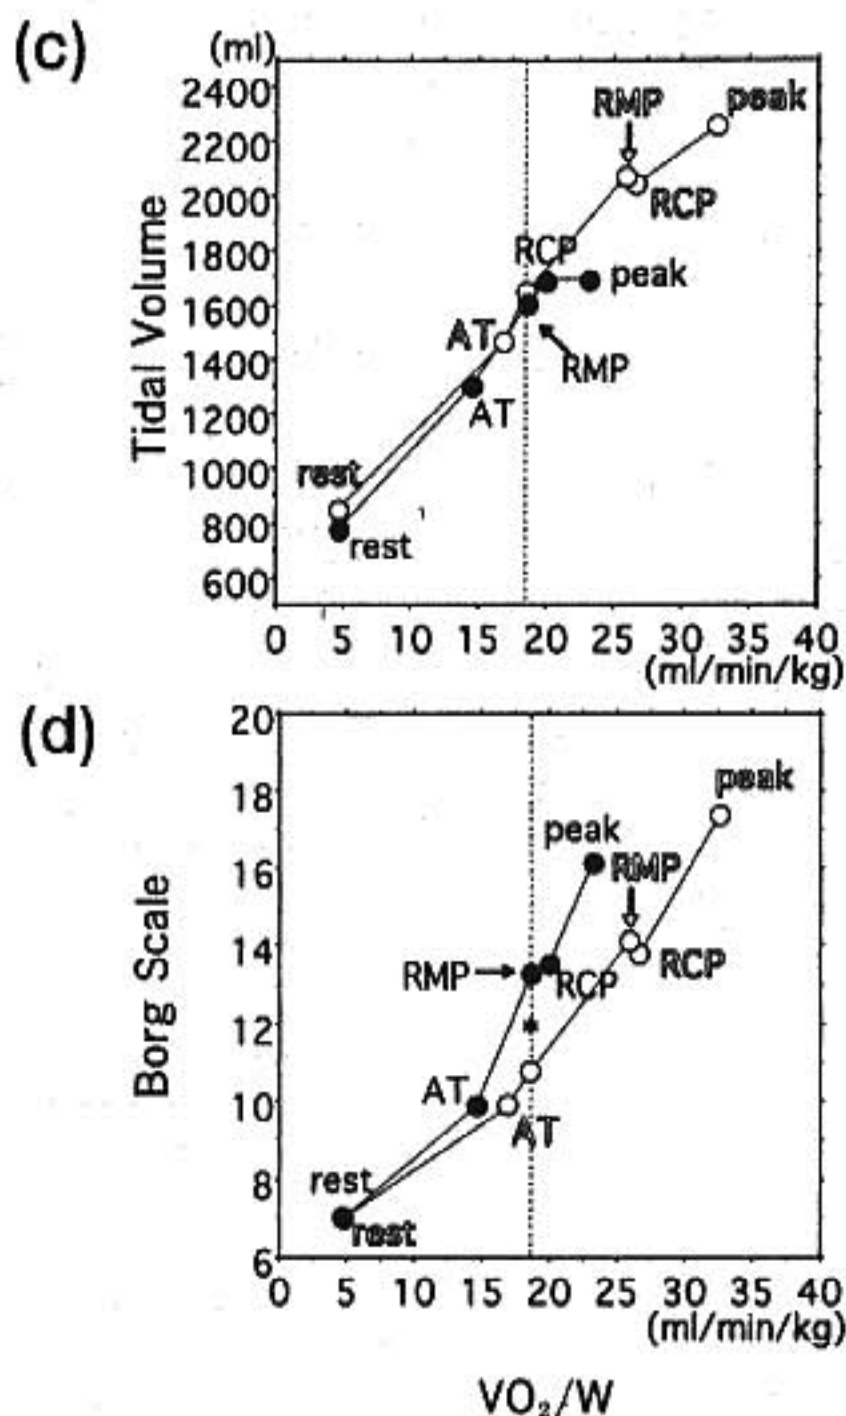 (c)
(ml)
2400
2200
2000
1800
1600
1400
1200
1000
800
600
Tidal Volume
RMP
peak
RCP
RCP
peak
AT
RMP
AT
rest
rest
0 5 10 15 20 25 30 35 40
(ml/min/kg)
(d)
20
18
16
14
12
10
8
6
Borg Scale
peak
peak
RMP
RMP
RCP
RCP
*
AT
AT
rest
rest
0 5 10 15 20 25 30 35 40
(ml/min/kg)
VO₂/W